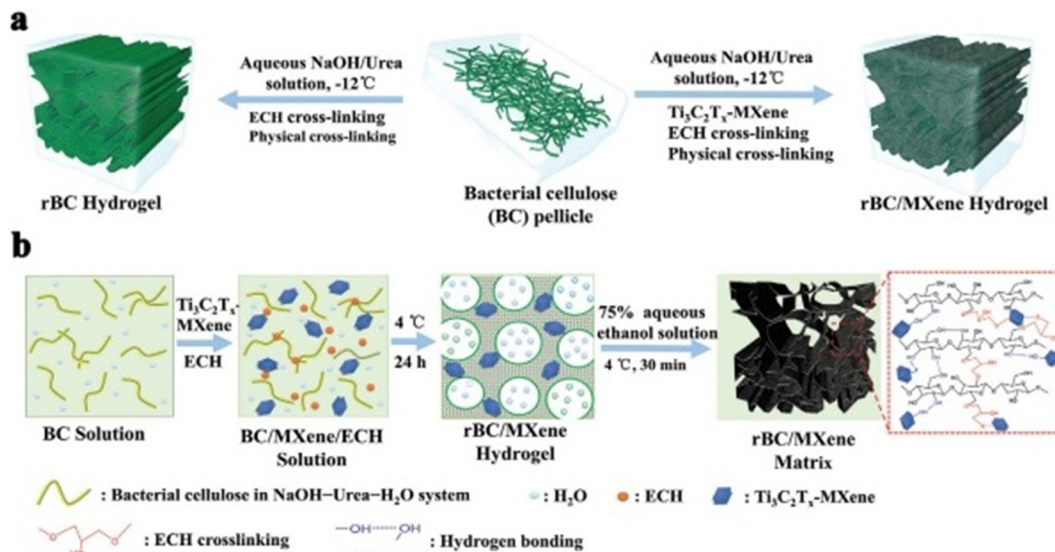 a
Aqueous NaOH/Urea
solution, -12℃
ECH cross-linking
Physical cross-linking
Aqueous NaOH/Urea
solution, -12℃
Ti₃C₂Tₓ-MXene
ECH cross-linking
Physical cross-linking
rBC Hydrogel
Bacterial cellulose
(BC) pellicle
rBC/MXene Hydrogel
b
Ti₃C₂Tₓ-
MXene
ECH
4 ℃
24 h
75% aqueous
ethanol solution
4 ℃, 30 min
BC Solution
BC/MXene/ECH
Solution
rBC/MXene
Hydrogel
rBC/MXene
Matrix
: Bacterial cellulose in NaOH−Urea−H₂O system
: H₂O
: ECH
: Ti₃C₂Tₓ-MXene
: ECH crosslinking
—OH┈┈OH
: Hydrogen bonding